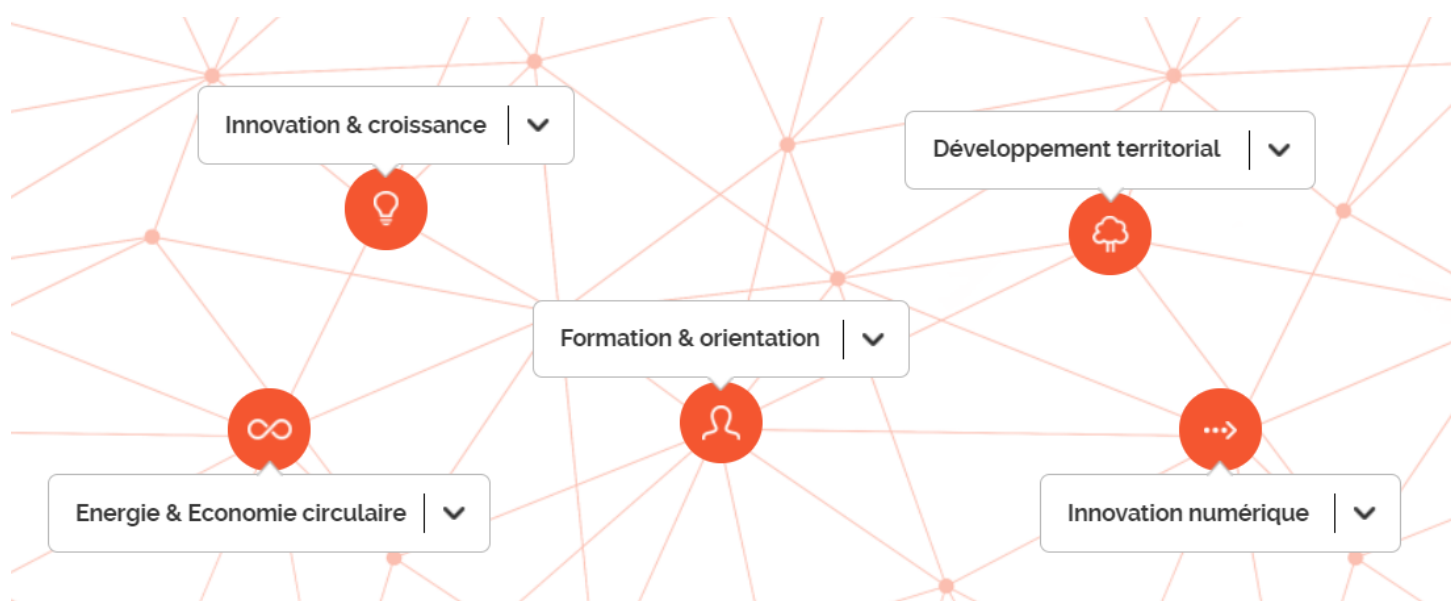 Innovation & croissance
Développement territorial
Formation & orientation
Energie & Economie circulaire
Innovation numérique